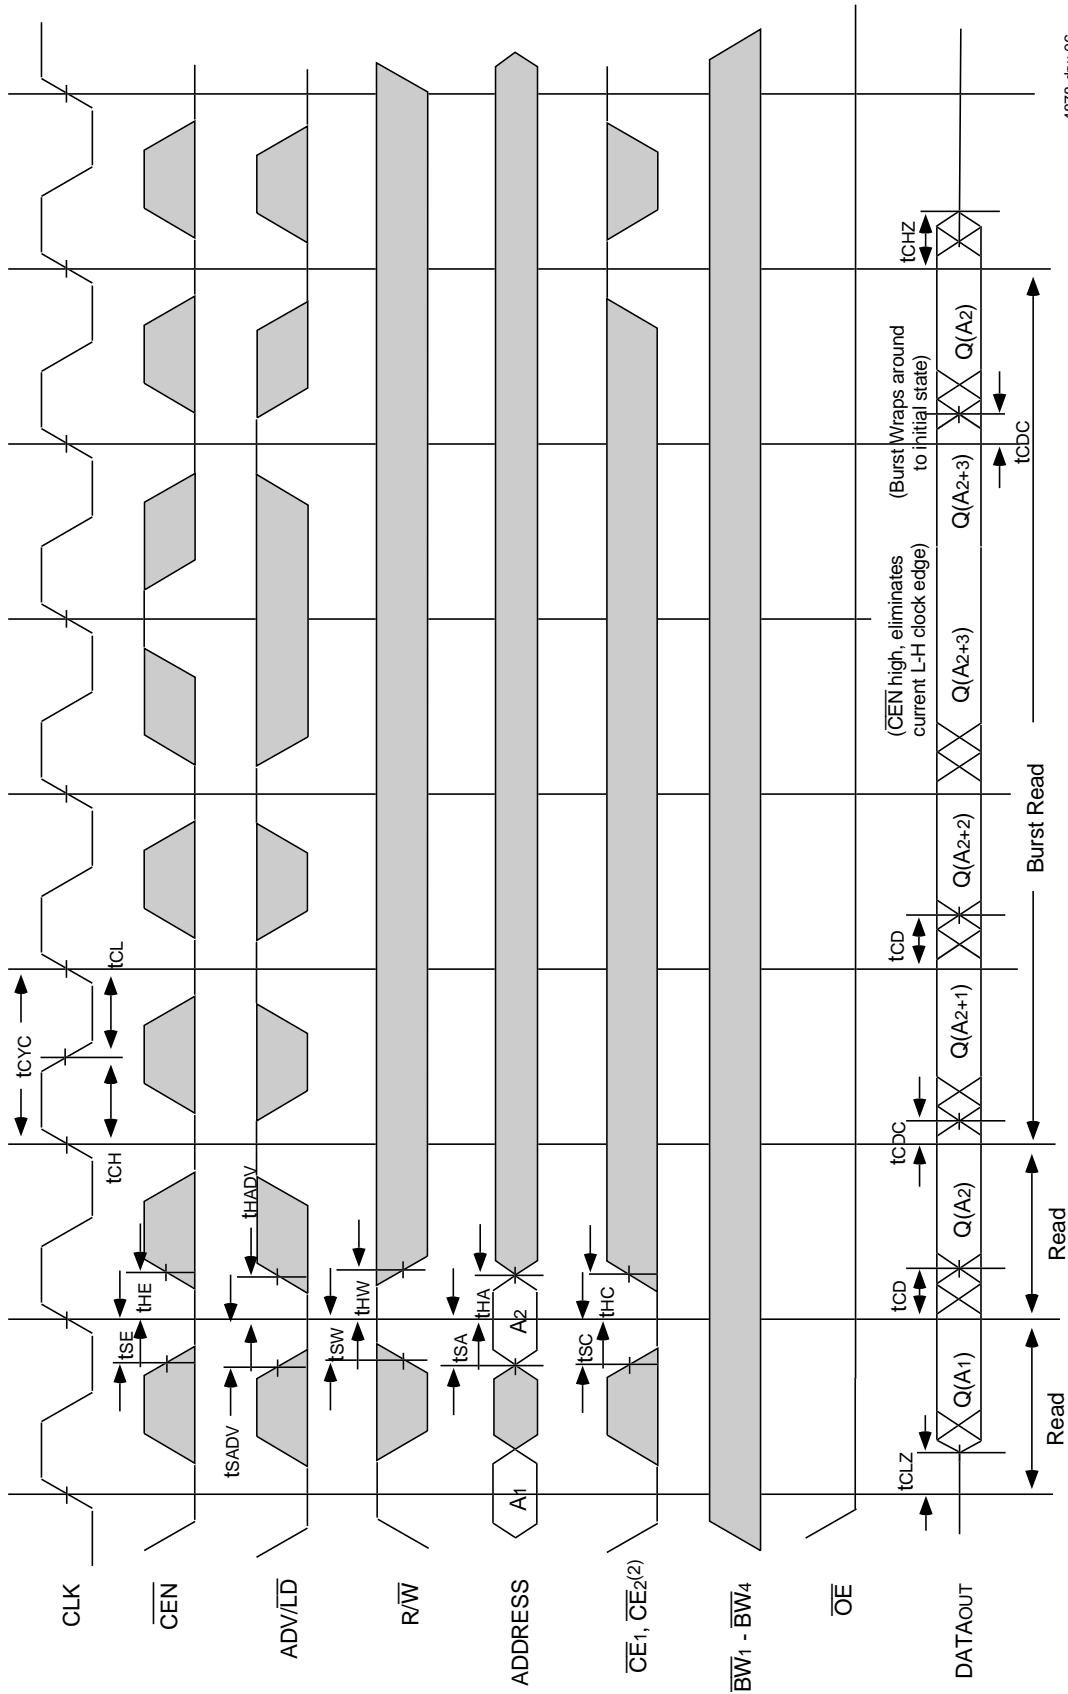 tCYC
CLK
tCH
tCL
tSE
tHE
CEN
tSADV
tHADV
ADV/LD
tSW
tHW
R/W
tSA
tHA
ADDRESS
A1
A2
tSC
tHC
CE1, CE2(2)
BW1 - BW4
OE
(CEN high, eliminates
current L-H clock edge)
(Burst Wraps around
to initial state)
tCLZ
tCD
tCDC
tCD
tCHZ
DATAOUT
Q(A1)
Q(A2)
Q(A2+1)
Q(A2+2)
Q(A2+3)
Q(A2+3)
Q(A2)
tCDC
Read
Read
Burst Read